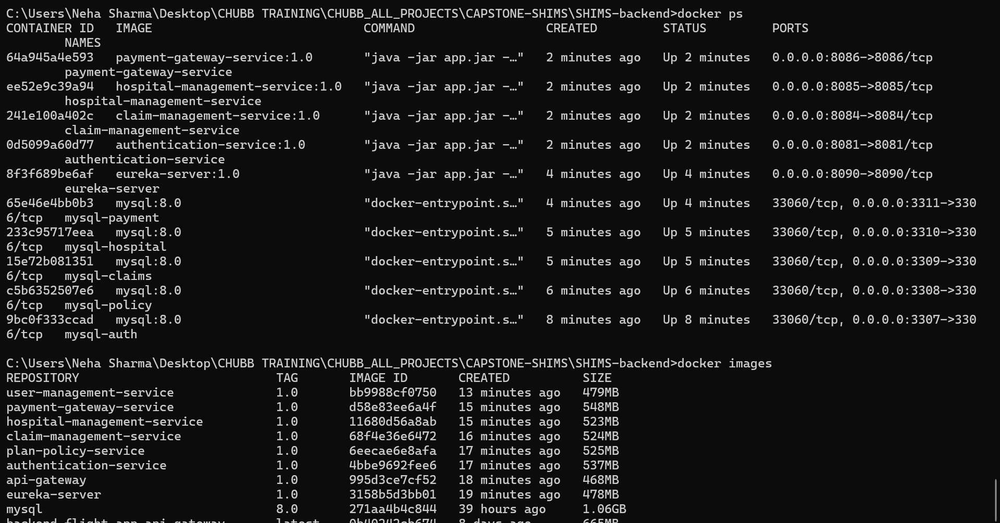 C:\Users\Neha Sharma\Desktop\CHUBB TRAINING\CHUBB_ALL_PROJECTS\CAPSTONE-SHIMS\SHIMS-backend>docker ps
CONTAINER ID   IMAGE                             COMMAND                  CREATED         STATUS         PORTS
        NAMES
64a945a4e593   payment-gateway-service:1.0       "java -jar app.jar -…"   2 minutes ago   Up 2 minutes   0.0.0.0:8086->8086/tcp
        payment-gateway-service
ee52e9c39a94   hospital-management-service:1.0   "java -jar app.jar -…"   2 minutes ago   Up 2 minutes   0.0.0.0:8085->8085/tcp
        hospital-management-service
241e100a402c   claim-management-service:1.0      "java -jar app.jar -…"   2 minutes ago   Up 2 minutes   0.0.0.0:8084->8084/tcp
        claim-management-service
0d5099a60d77   authentication-service:1.0        "java -jar app.jar -…"   2 minutes ago   Up 2 minutes   0.0.0.0:8081->8081/tcp
        authentication-service
8f3f689be6af   eureka-server:1.0                 "java -jar app.jar -…"   4 minutes ago   Up 4 minutes   0.0.0.0:8090->8090/tcp
        eureka-server
65e46e4bb0b3   mysql:8.0                         "docker-entrypoint.s…"   4 minutes ago   Up 4 minutes   33060/tcp, 0.0.0.0:3311->330
6/tcp   mysql-payment
233c95717eea   mysql:8.0                         "docker-entrypoint.s…"   5 minutes ago   Up 5 minutes   33060/tcp, 0.0.0.0:3310->330
6/tcp   mysql-hospital
15e72b081351   mysql:8.0                         "docker-entrypoint.s…"   5 minutes ago   Up 5 minutes   33060/tcp, 0.0.0.0:3309->330
6/tcp   mysql-claims
c5b6352507e6   mysql:8.0                         "docker-entrypoint.s…"   6 minutes ago   Up 6 minutes   33060/tcp, 0.0.0.0:3308->330
6/tcp   mysql-policy
9bc0f333ccad   mysql:8.0                         "docker-entrypoint.s…"   8 minutes ago   Up 8 minutes   33060/tcp, 0.0.0.0:3307->330
6/tcp   mysql-auth
C:\Users\Neha Sharma\Desktop\CHUBB TRAINING\CHUBB_ALL_PROJECTS\CAPSTONE-SHIMS\SHIMS-backend>docker images
REPOSITORY                           TAG       IMAGE ID       CREATED          SIZE
user-management-service              1.0       bb9988cf0750   13 minutes ago   479MB
payment-gateway-service              1.0       d58e83ee6a4f   15 minutes ago   548MB
hospital-management-service          1.0       11680d56a8ab   15 minutes ago   523MB
claim-management-service             1.0       68f4e36e6472   16 minutes ago   524MB
plan-policy-service                  1.0       6eecae6e8afa   17 minutes ago   525MB
authentication-service               1.0       4bbe9692fee6   17 minutes ago   537MB
api-gateway                          1.0       995d3ce7cf52   18 minutes ago   468MB
eureka-server                        1.0       3158b5d3bb01   19 minutes ago   478MB
mysql                                8.0       271aa4b4c844   39 hours ago     1.06GB